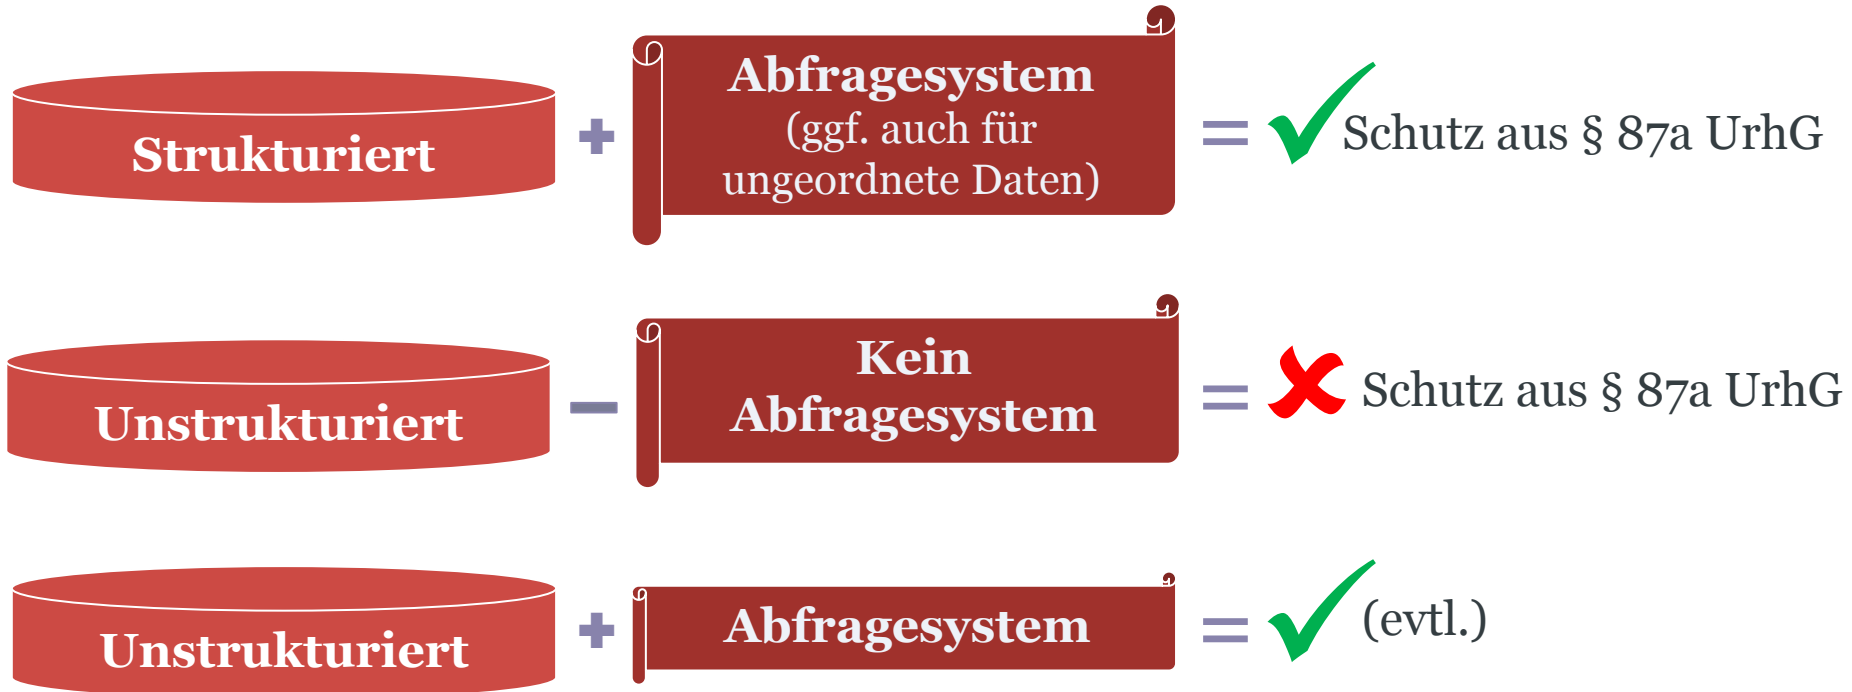 Strukturiert
Abfragesystem
(ggf. auch für
ungeordnete Daten)
Schutz aus § 87a UrhG
Unstrukturiert
Kein
Abfragesystem
Schutz aus § 87a UrhG
Unstrukturiert
Abfragesystem
(evtl.)